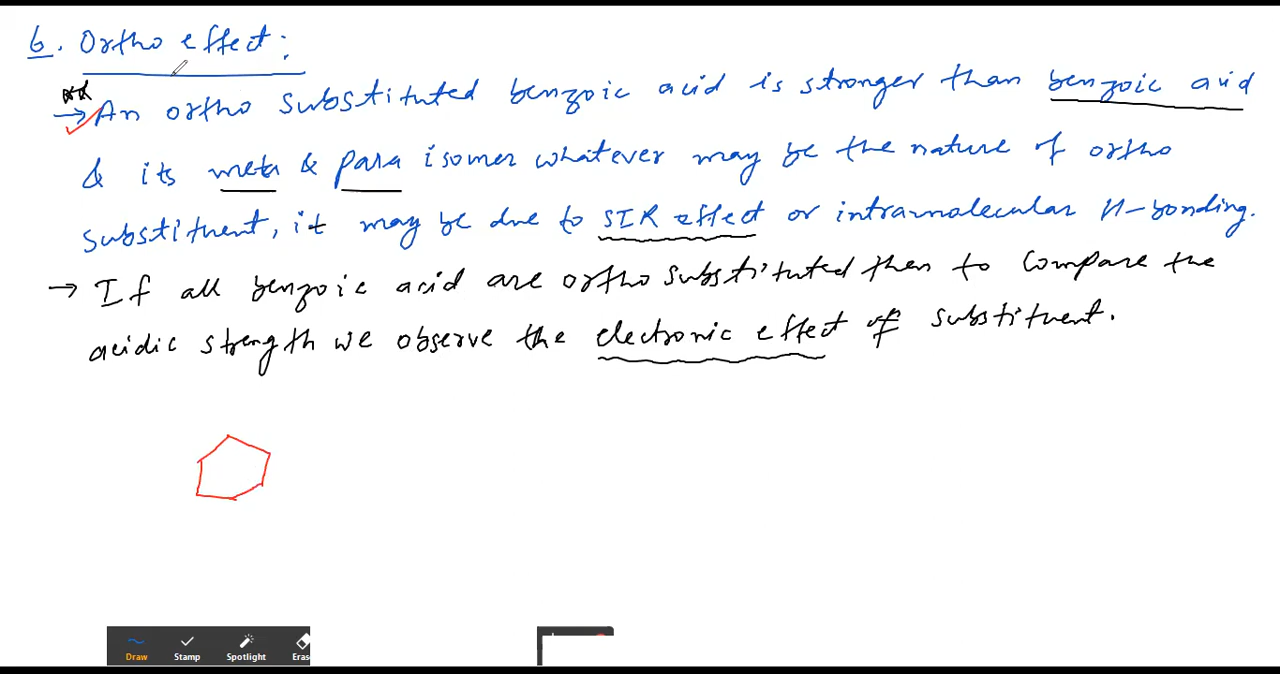 6. Ortho effect:
→ An ortho substituted benzoic acid is stronger than benzoic acid
& its meta & para isomer whatever may be the nature of ortho
substituent, it may be due to SIR effect or intramolecular H-bonding.
→ If all benzoic acid are ortho substituted then to compare the
acidic strength we observe the electronic effect of substituent.
Draw Stamp Spotlight Eras